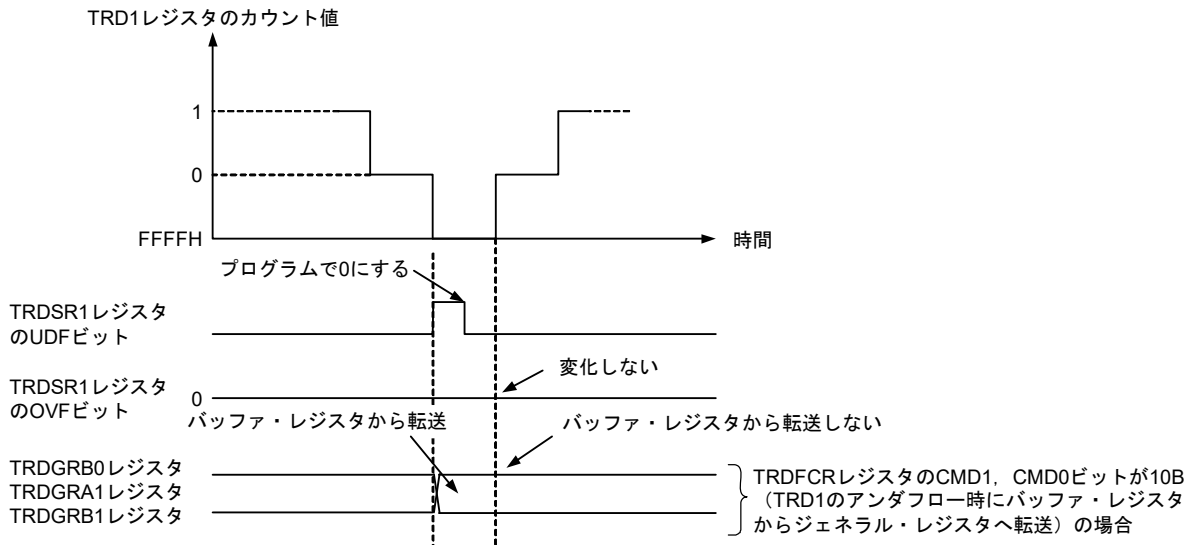 TRD1レジスタのカウント値
1
0
FFFFH
時間
プログラムで0にする
TRDSR1レジスタ
のUDFビット
変化しない
TRDSR1レジスタ
のOVFビット
0
バッファ・レジスタから転送
バッファ・レジスタから転送しない
TRDGRB0レジスタ
TRDGRA1レジスタ
TRDGRB1レジスタ
TRDFCRレジスタのCMD1, CMD0ビットが10B
（TRD1のアンダフロー時にバッファ・レジスタ
からジェネラル・レジスタへ転送）の場合